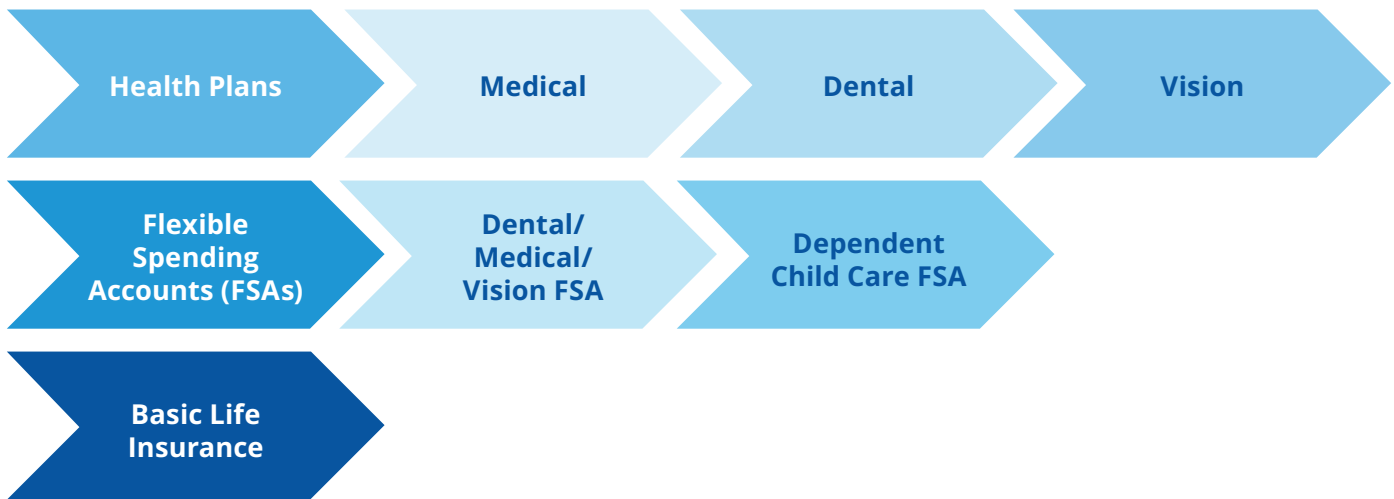 Health Plans
Medical
Dental
Vision
Flexible
Spending
Accounts (FSAs)
Dental/
Medical/
Vision FSA
Dependent
Child Care FSA
Basic Life
Insurance